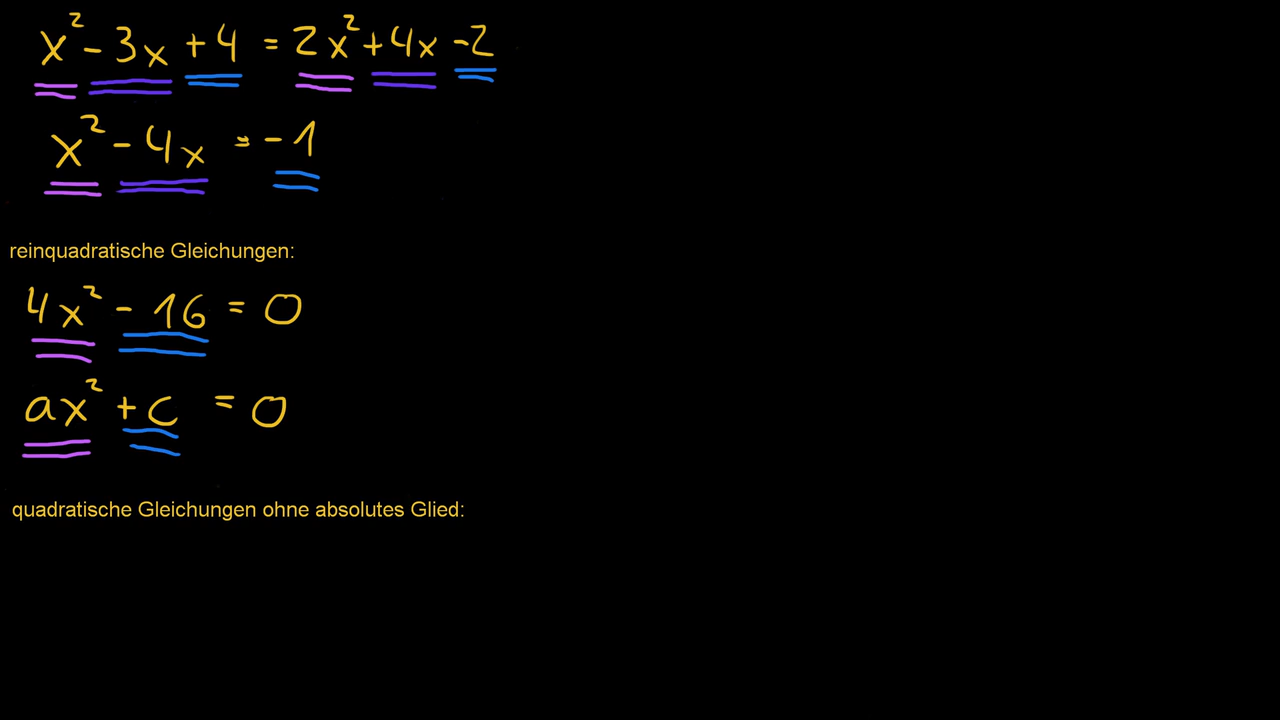 x² - 3x + 4 = 2x² + 4x - 2
x² - 4x = -1
reinquadratische Gleichungen:
4x² - 16 = 0
ax² + c = 0
quadratische Gleichungen ohne absolutes Glied: